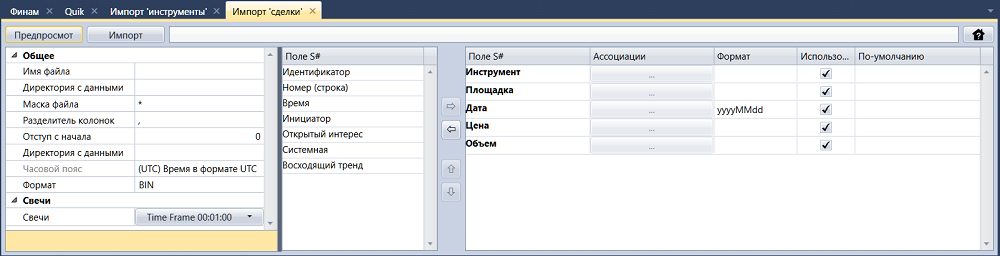 Финам Quik Импорт 'инструменты' Импорт 'сделки'
Предпросмот Импорт
Общее
Имя файла
Директория с данными
Маска файла *
Разделитель колонок ,
Отступ с начала 0
Директория с данными
Часовой пояс (UTC) Время в формате UTC
Формат BIN
Свечи
Свечи Time Frame 00:01:00
Поле S#
Идентификатор
Номер (строка)
Время
Инициатор
Открытый интерес
Системная
Восходящий тренд
Поле S# Ассоциации Формат Использо... По-умолчанию
Инструмент ...
Площадка ...
Дата ... yyyyMMdd
Цена ...
Объем ...